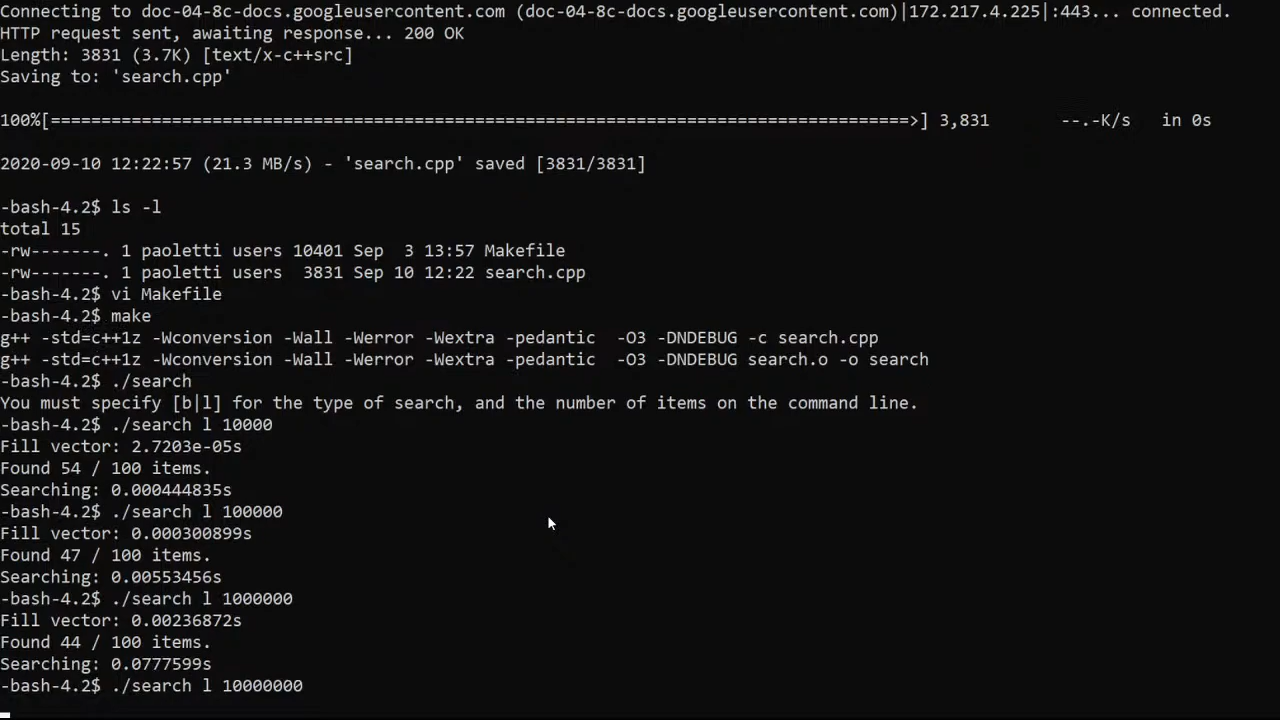 Connecting to doc-04-8c-docs.googleusercontent.com (doc-04-8c-docs.googleusercontent.com)|172.217.4.225|:443... connected.
HTTP request sent, awaiting response... 200 OK
Length: 3831 (3.7K) [text/x-c++src]
Saving to: 'search.cpp'
100%[=====================================================================================>] 3,831       --.-K/s   in 0s
2020-09-10 12:22:57 (21.3 MB/s) - 'search.cpp' saved [3831/3831]
-bash-4.2$ ls -l
total 15
-rw-------. 1 paoletti users 10401 Sep  3 13:57 Makefile
-rw-------. 1 paoletti users  3831 Sep 10 12:22 search.cpp
-bash-4.2$ vi Makefile
-bash-4.2$ make
g++ -std=c++1z -Wconversion -Wall -Werror -Wextra -pedantic  -O3 -DNDEBUG -c search.cpp
g++ -std=c++1z -Wconversion -Wall -Werror -Wextra -pedantic  -O3 -DNDEBUG search.o -o search
-bash-4.2$ ./search
You must specify [b|l] for the type of search, and the number of items on the command line.
-bash-4.2$ ./search l 10000
Fill vector: 2.7203e-05s
Found 54 / 100 items.
Searching: 0.000444835s
-bash-4.2$ ./search l 100000
Fill vector: 0.000300899s
Found 47 / 100 items.
Searching: 0.00553456s
-bash-4.2$ ./search l 1000000
Fill vector: 0.00236872s
Found 44 / 100 items.
Searching: 0.0777599s
-bash-4.2$ ./search l 10000000